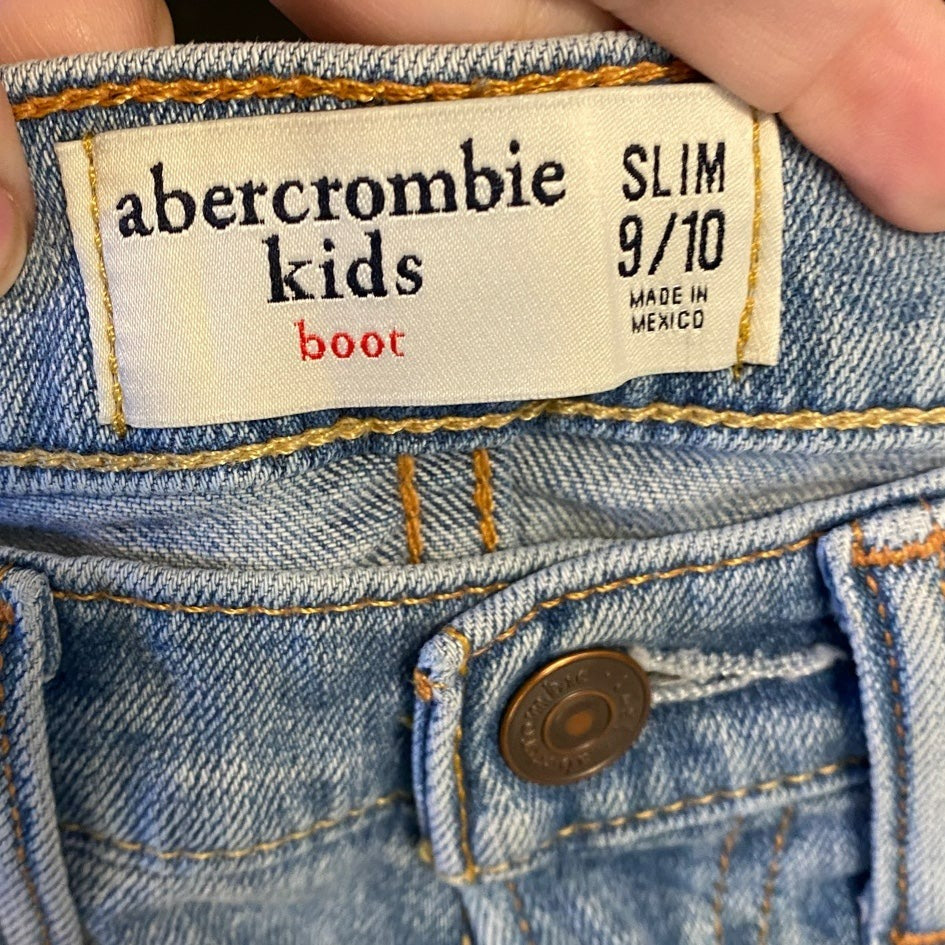 abercrombie
kids
boot
SLIM
9/10
MADE IN
MEXICO